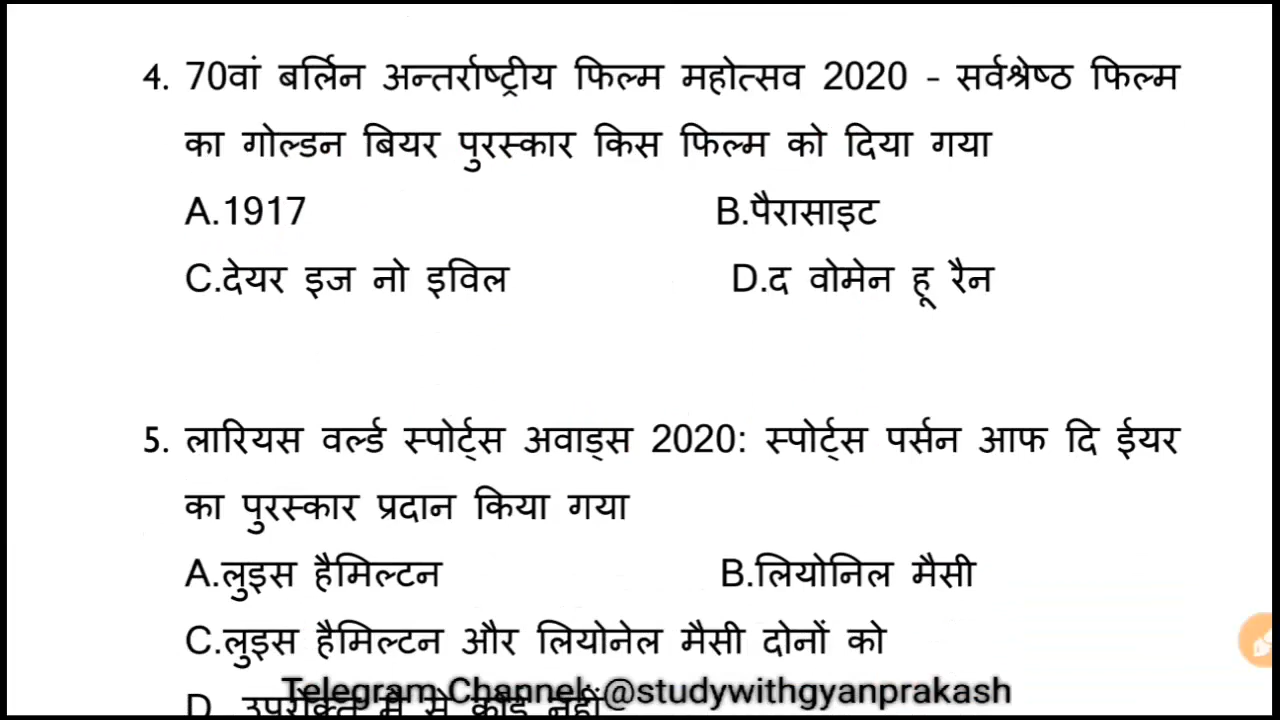 4. 70वां बर्लिन अन्तर्राष्ट्रीय फिल्म महोत्सव 2020 - सर्वश्रेष्ठ फिल्म
का गोल्डन बियर पुरस्कार किस फिल्म को दिया गया
A.1917 B.पैरासाइट
C.देयर इज नो इविल D.द वोमेन हू रैन
5. लारियस वर्ल्ड स्पोर्ट्स अवाड्स 2020: स्पोर्ट्स पर्सन आफ दि ईयर
का पुरस्कार प्रदान किया गया
A.लुइस हैमिल्टन B.लियोनिल मैसी
C.लुइस हैमिल्टन और लियोनेल मैसी दोनों को
D. उपरोक्त में से कोई नहीं
Telegram Channel:@studywithgyanprakash